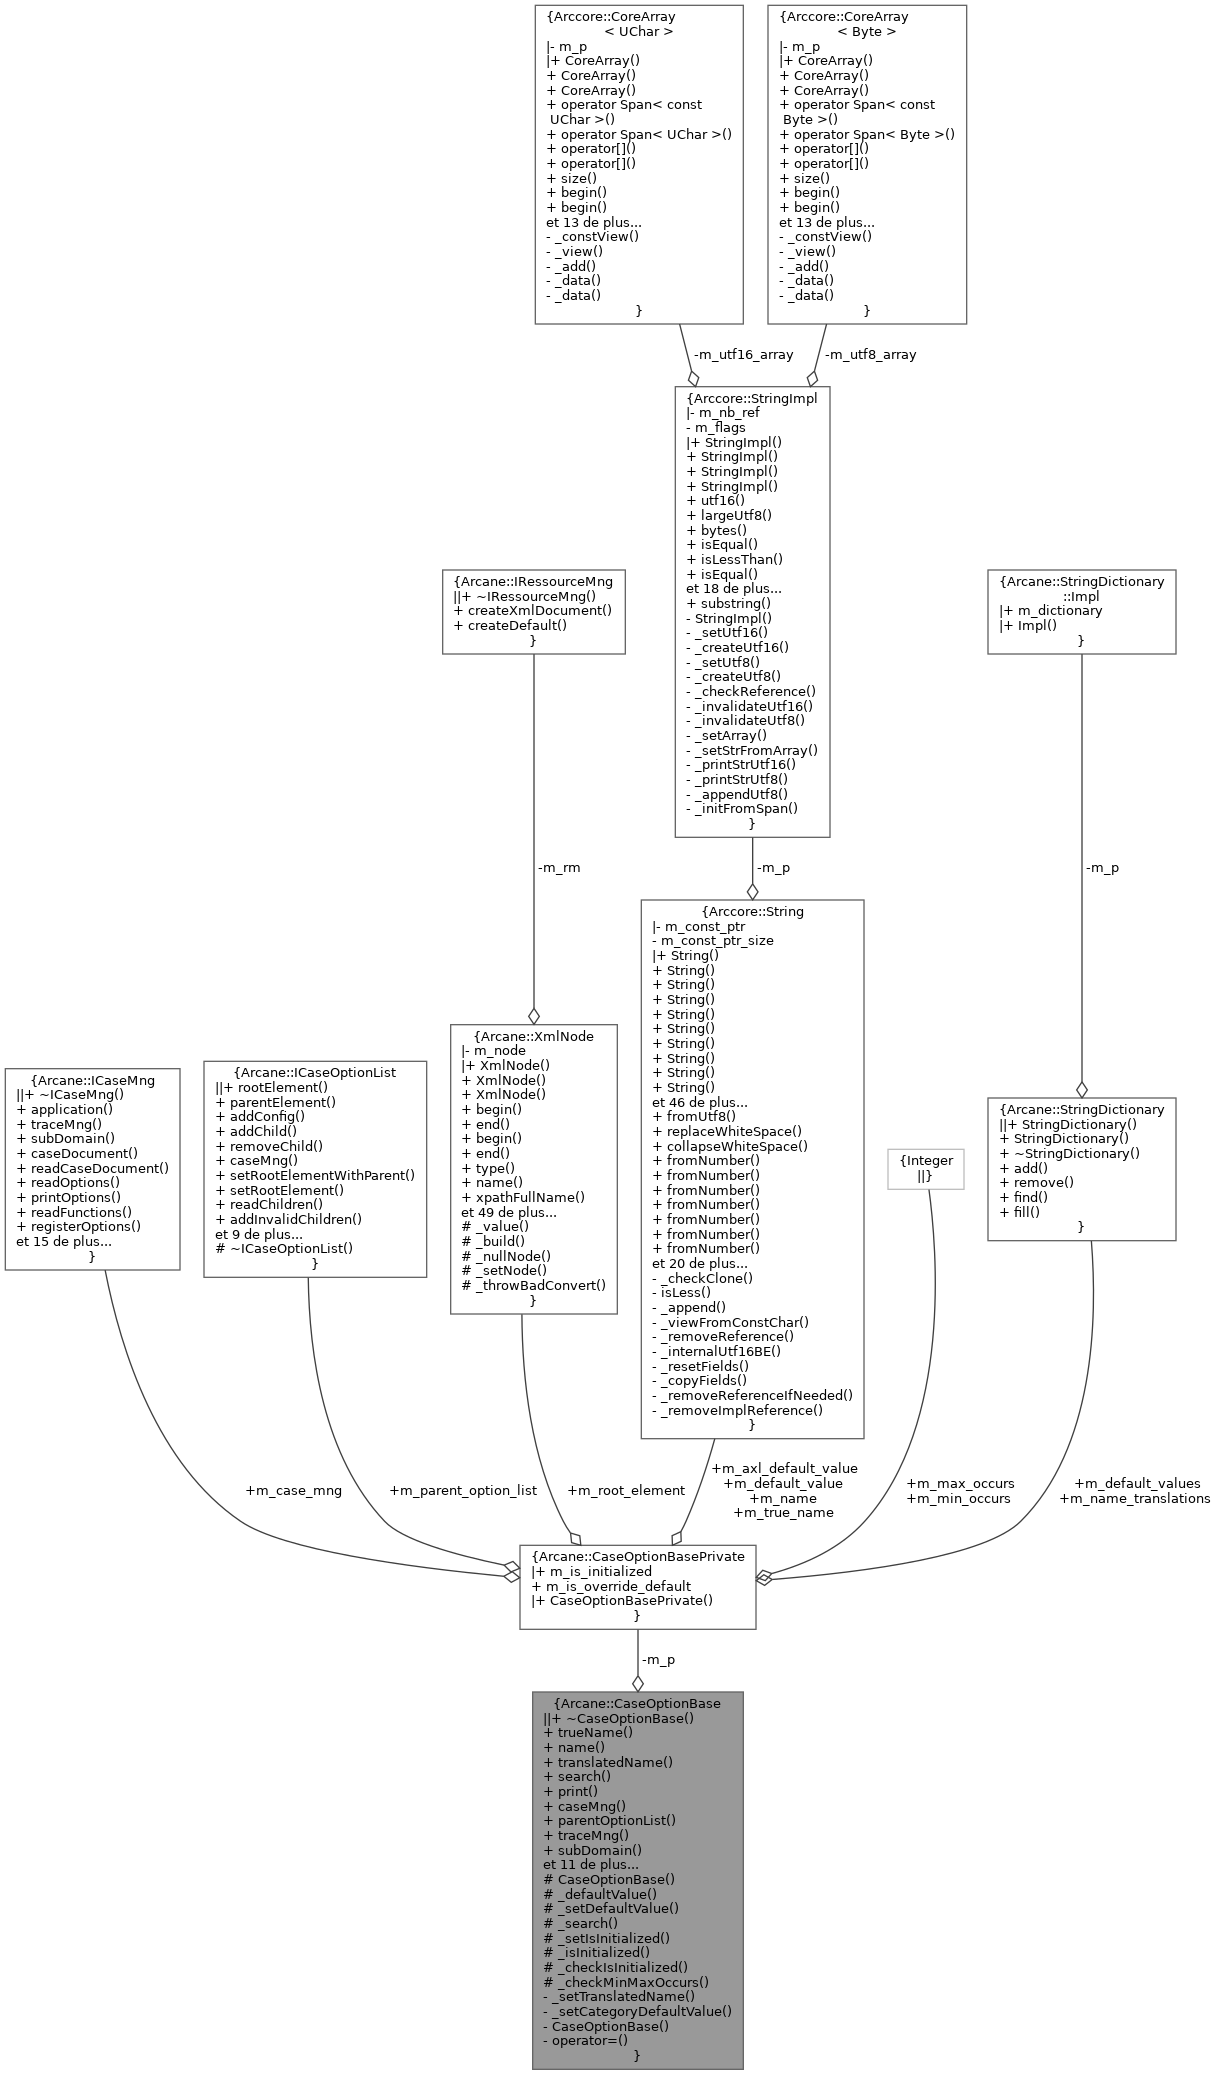 {Arccore::CoreArray
< UChar >
|- m_p
|+ CoreArray()
+ CoreArray()
+ CoreArray()
+ operator Span< const
UChar >()
+ operator Span< UChar >()
+ operator[]()
+ operator[]()
+ size()
+ begin()
+ begin()
et 13 de plus...
- _constView()
- _view()
- _add()
- _data()
- _data()
}
{Arccore::CoreArray
< Byte >
|- m_p
|+ CoreArray()
+ CoreArray()
+ CoreArray()
+ operator Span< const
Byte >()
+ operator Span< Byte >()
+ operator[]()
+ operator[]()
+ size()
+ begin()
+ begin()
et 13 de plus...
- _constView()
- _view()
- _add()
- _data()
- _data()
}
-m_utf16_array
-m_utf8_array
{Arccore::StringImpl
|- m_nb_ref
- m_flags
|+ StringImpl()
+ StringImpl()
+ StringImpl()
+ StringImpl()
+ utf16()
+ largeUtf8()
+ bytes()
+ isEqual()
+ isLessThan()
+ isEqual()
et 18 de plus...
+ substring()
- StringImpl()
- _setUtf16()
- _createUtf16()
- _setUtf8()
- _createUtf8()
- _checkReference()
- _invalidateUtf16()
- _invalidateUtf8()
- _setArray()
- _setStrFromArray()
- _printStrUtf16()
- _printStrUtf8()
- _appendUtf8()
- _initFromSpan()
}
{Arcane::IRessourceMng
||+ ~IRessourceMng()
+ createXmlDocument()
+ createDefault()
}
{Arcane::StringDictionary
::Impl
|+ m_dictionary
|+ Impl()
}
-m_rm
-m_p
-m_p
{Arccore::String
|- m_const_ptr
- m_const_ptr_size
|+ String()
+ String()
+ String()
+ String()
+ String()
+ String()
+ String()
+ String()
+ String()
+ String()
et 46 de plus...
+ fromUtf8()
+ replaceWhiteSpace()
+ collapseWhiteSpace()
+ fromNumber()
+ fromNumber()
+ fromNumber()
+ fromNumber()
+ fromNumber()
+ fromNumber()
+ fromNumber()
et 20 de plus...
- _checkClone()
- isLess()
- _append()
- _viewFromConstChar()
- _removeReference()
- _internalUtf16BE()
- _resetFields()
- _copyFields()
- _removeReferenceIfNeeded()
- _removeImplReference()
}
{Arcane::ICaseMng
||+ ~ICaseMng()
+ application()
+ traceMng()
+ subDomain()
+ caseDocument()
+ readCaseDocument()
+ readOptions()
+ printOptions()
+ readFunctions()
+ registerOptions()
et 15 de plus...
}
{Arcane::ICaseOptionList
||+ rootElement()
+ parentElement()
+ addConfig()
+ addChild()
+ removeChild()
+ caseMng()
+ setRootElementWithParent()
+ setRootElement()
+ readChildren()
+ addInvalidChildren()
et 9 de plus...
# ~ICaseOptionList()
}
{Arcane::XmlNode
|- m_node
|+ XmlNode()
+ XmlNode()
+ XmlNode()
+ begin()
+ end()
+ begin()
+ end()
+ type()
+ name()
+ xpathFullName()
et 49 de plus...
# _value()
# _build()
# _nullNode()
# _setNode()
# _throwBadConvert()
}
{Integer
||}
{Arcane::StringDictionary
||+ StringDictionary()
+ StringDictionary()
+ ~StringDictionary()
+ add()
+ remove()
+ find()
+ fill()
}
+m_case_mng
+m_parent_option_list
+m_root_element
+m_axl_default_value
+m_default_value
+m_name
+m_true_name
+m_max_occurs
+m_min_occurs
+m_default_values
+m_name_translations
{Arcane::CaseOptionBasePrivate
|+ m_is_initialized
+ m_is_override_default
|+ CaseOptionBasePrivate()
}
-m_p
{Arcane::CaseOptionBase
||+ ~CaseOptionBase()
+ trueName()
+ name()
+ translatedName()
+ search()
+ print()
+ caseMng()
+ parentOptionList()
+ traceMng()
+ subDomain()
et 11 de plus...
# CaseOptionBase()
# _defaultValue()
# _setDefaultValue()
# _search()
# _setIsInitialized()
# _isInitialized()
# _checkIsInitialized()
# _checkMinMaxOccurs()
- _setTranslatedName()
- _setCategoryDefaultValue()
- CaseOptionBase()
- operator=()
}